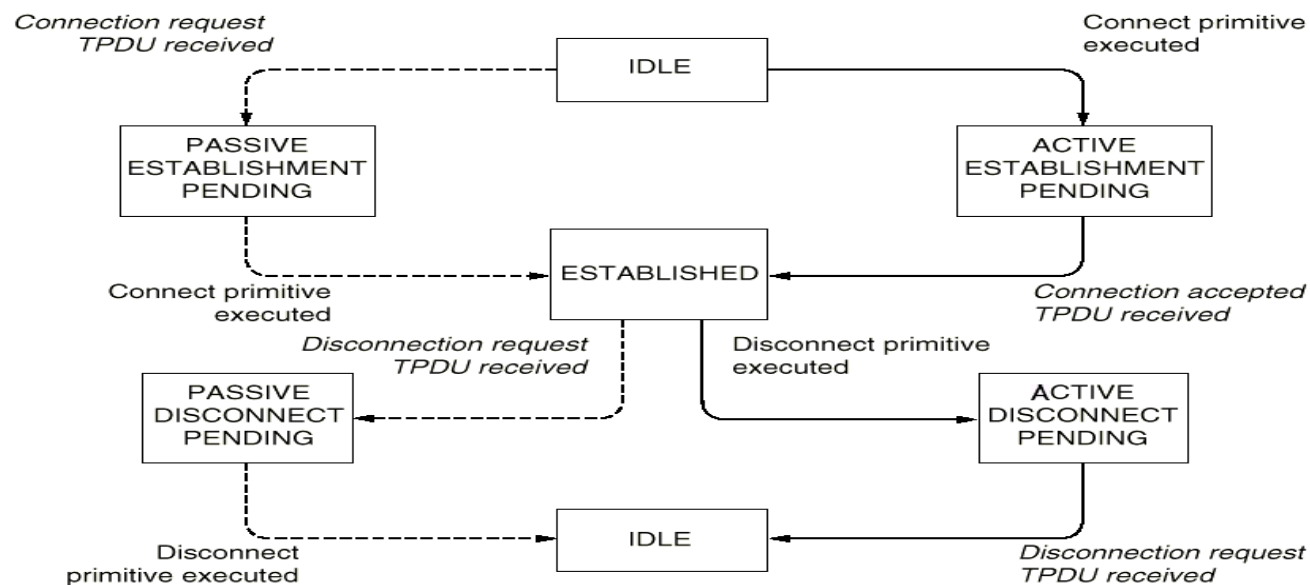 Connection request
TPDU received
IDLE
Connect primitive
executed
PASSIVE
ESTABLISHMENT
PENDING
ACTIVE
ESTABLISHMENT
PENDING
ESTABLISHED
Connect primitive
executed
Connection accepted
TPDU received
Disconnection request
TPDU received
Disconnect primitive
executed
PASSIVE
DISCONNECT
PENDING
ACTIVE
DISCONNECT
PENDING
IDLE
Disconnect
primitive executed
Disconnection request
TPDU received